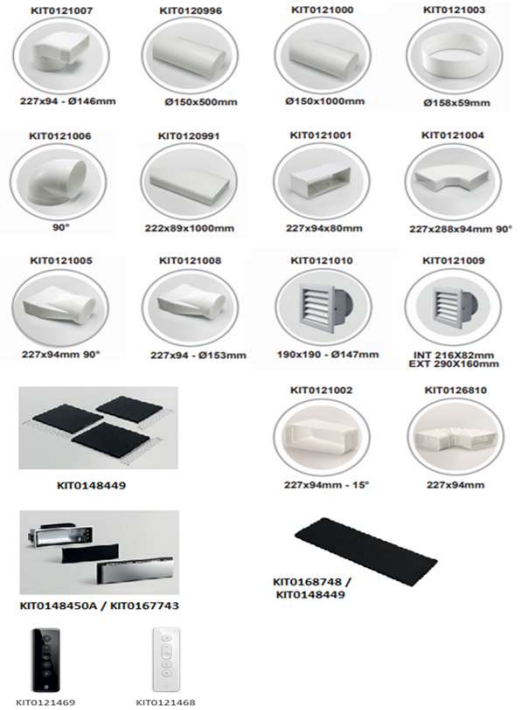 KIT0121007
KIT0120996
KIT0121000
KIT0121003
227x94 - Ø146mm
Ø150x500mm
Ø150x1000mm
Ø158x59mm
KIT0121006
KIT0120991
KIT0121001
KIT0121004
90°
222x89x1000mm
227x94x80mm
227x288x94mm 90°
KIT0121005
KIT0121008
KIT0121010
KIT0121009
227x94mm 90°
227x94 - Ø153mm
190x190 - Ø147mm
INT 216X82mm
EXT 290X160mm
KIT0121002
KIT0126810
227x94mm - 15°
227x94mm
KIT0148449
KIT0168748 /
KIT0148449
KIT0148450A / KIT0167743
KIT0121469
KIT0121468